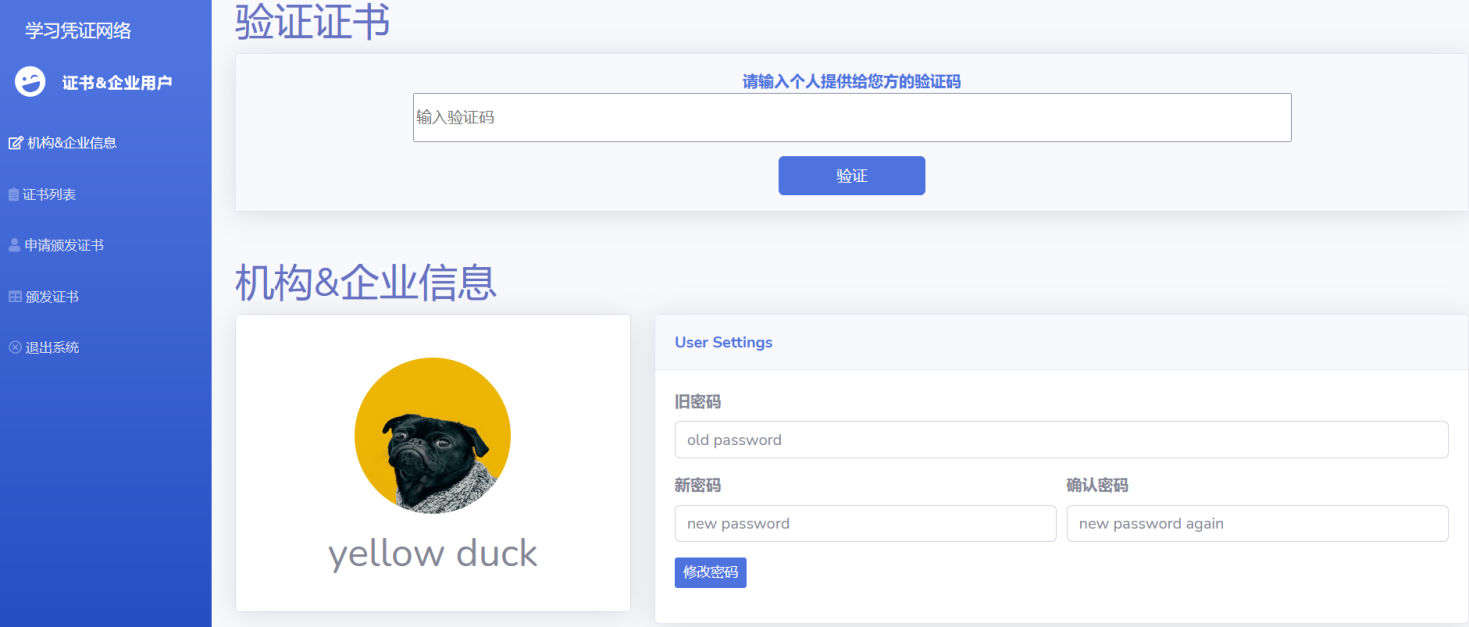 学习凭证网络
证书&企业用户
机构&企业信息
证书列表
申请颁发证书
颁发证书
退出系统
验证证书
请输入个人提供给您方的验证码
输入验证码
验证
机构&企业信息
yellow duck
User Settings
旧密码
old password
新密码
确认密码
new password
new password again
修改密码